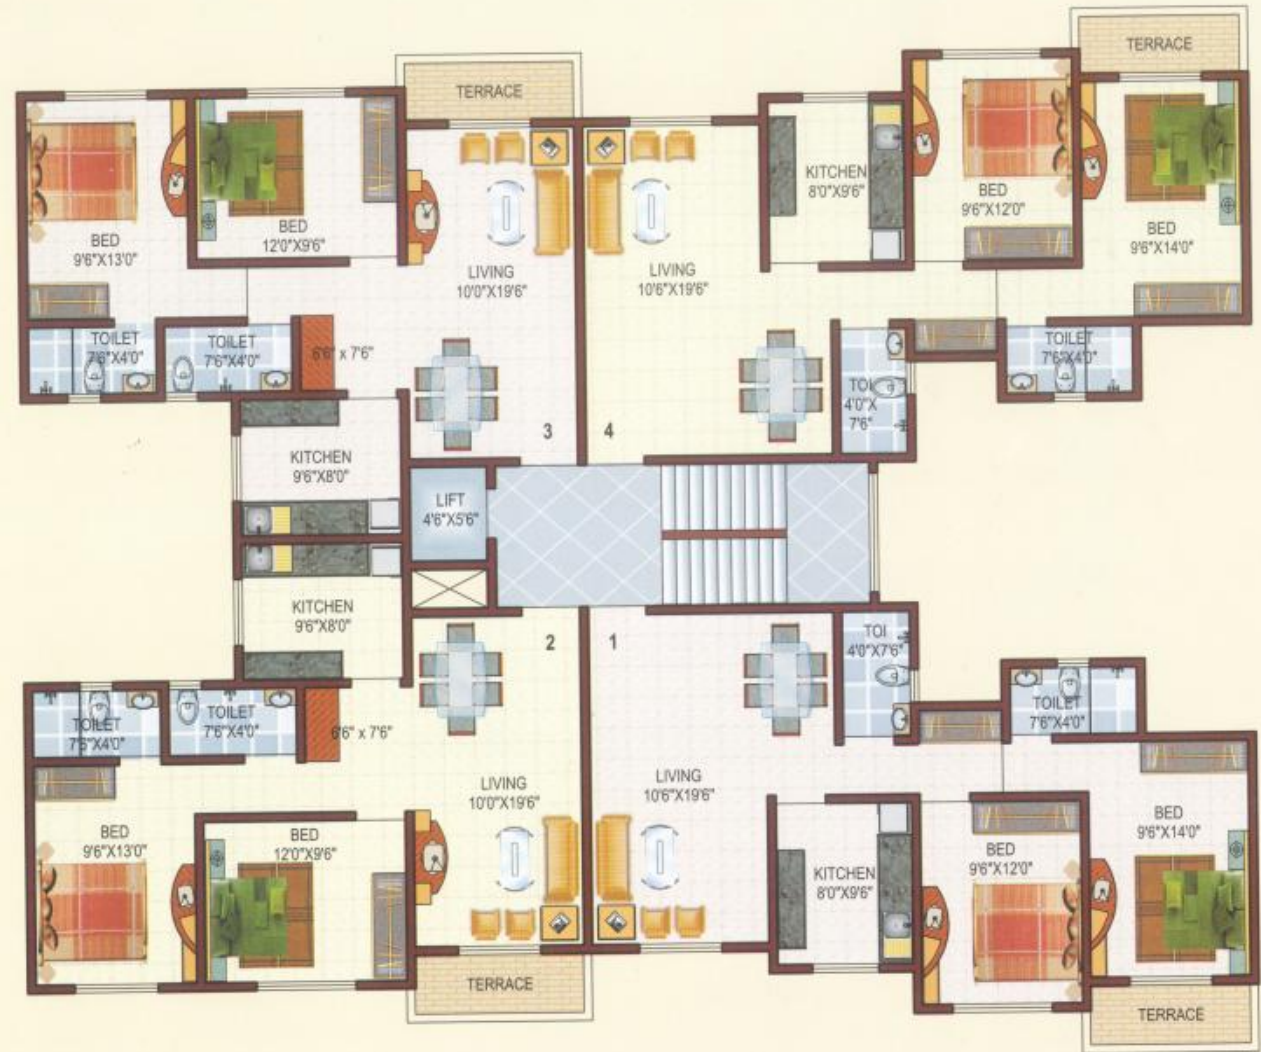 TERRACE
TERRACE
BED
9'6"X13'0"
BED
12'0"X9'6"
LIVING
10'0"X19'6"
LIVING
10'6"X19'6"
KITCHEN
8'0"X9'6"
BED
9'6"X12'0"
BED
9'6"X14'0"
TOILET
7'6"X4'0"
TOILET
7'6"X4'0"
6'6" x 7'6"
TOI
4'0"X
7'6"
TOILET
7'6"X4'0"
3
4
KITCHEN
9'6"X8'0"
LIFT
4'6"X5'6"
KITCHEN
9'6"X8'0"
2
1
TOI
4'0"X7'6"
TOILET
7'6"X4'0"
TOILET
7'6"X4'0"
6'6" x 7'6"
TOILET
7'6"X4'0"
LIVING
10'0"X19'6"
LIVING
10'6"X19'6"
BED
9'6"X13'0"
BED
12'0"X9'6"
KITCHEN
8'0"X9'6"
BED
9'6"X12'0"
BED
9'6"X14'0"
TERRACE
TERRACE